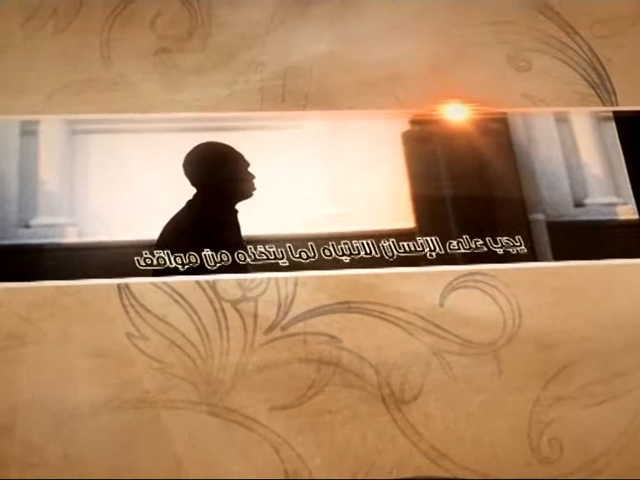 يجب على الإنسان الانتباه لما يتخذه من مواقف